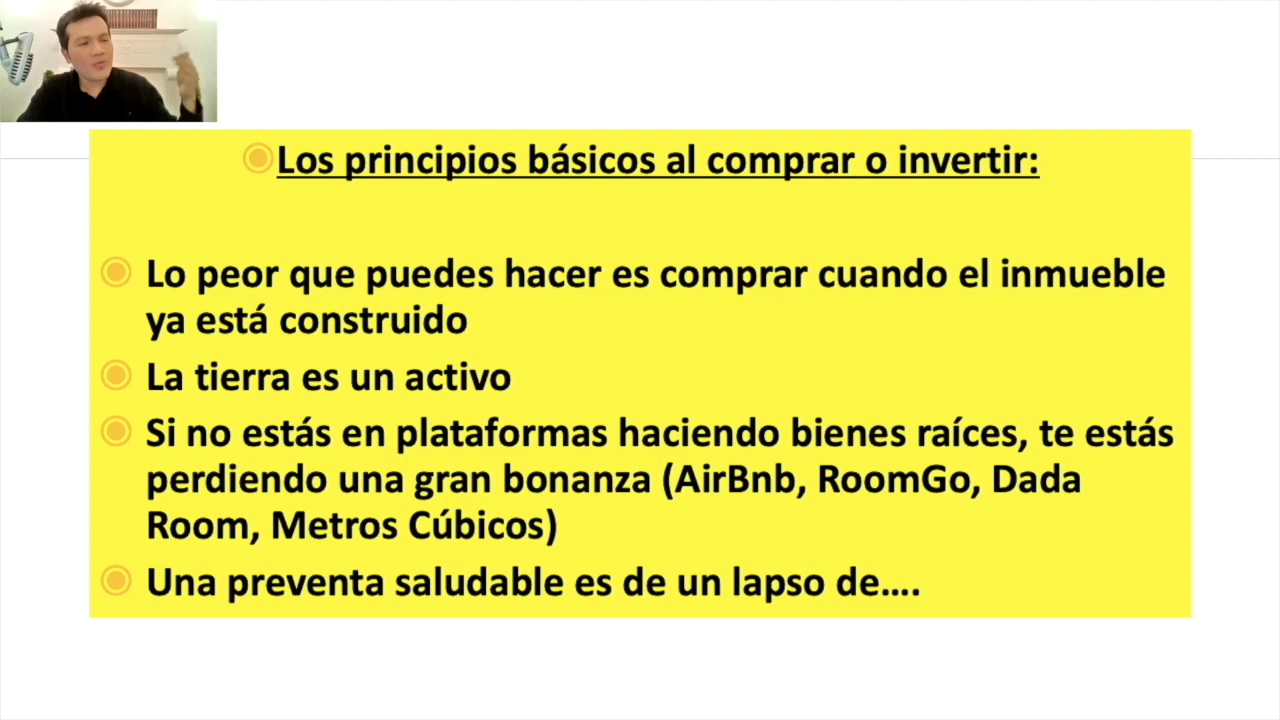 Los principios básicos al comprar o invertir:
Lo peor que puedes hacer es comprar cuando el inmueble
ya está construido
La tierra es un activo
Si no estás en plataformas haciendo bienes raíces, te estás
perdiendo una gran bonanza (AirBnb, RoomGo, Dada
Room, Metros Cúbicos)
Una preventa saludable es de un lapso de....